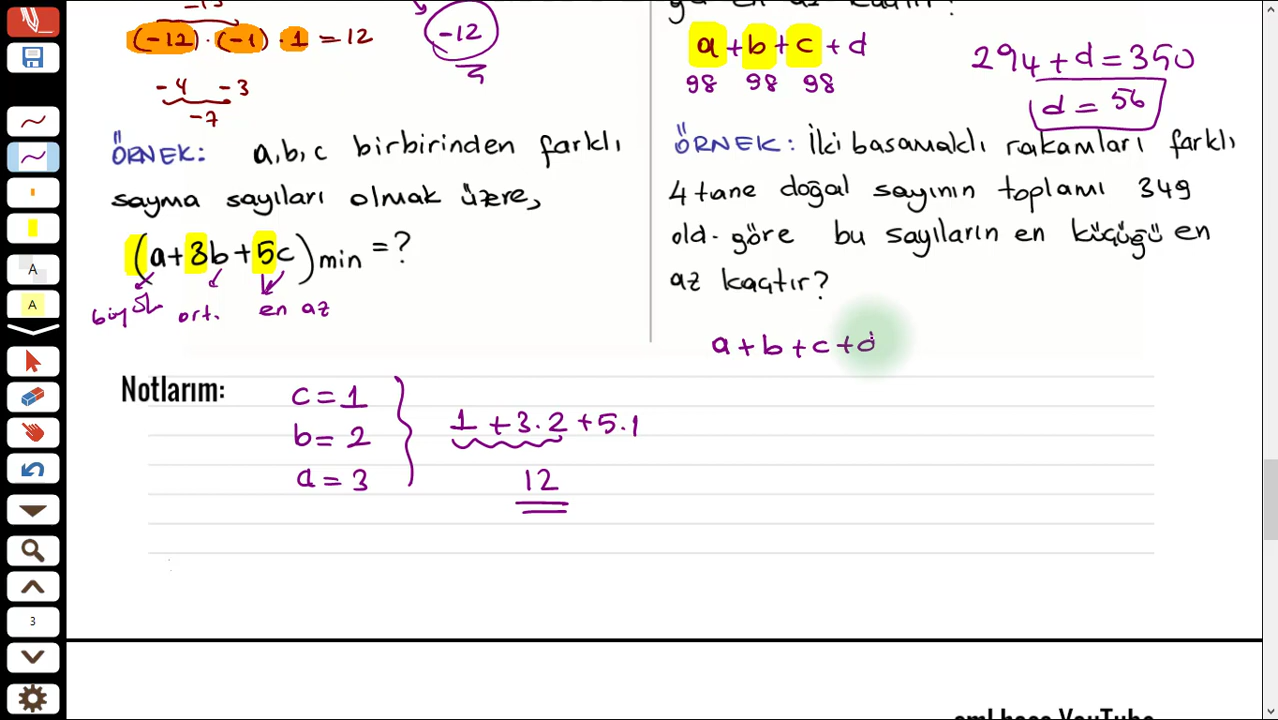 (-12) · (-1) · 1 = 12
-4 -3
-7
-12
ÖRNEK: a, b, c birbirinden farklı
sayma sayıları olmak üzere,
(a+3b+5c) min = ?
ort. en az
a + b + c + d
98 98 98
294 + d = 350
d = 56
ÖRNEK: İki basamaklı rakamları farklı
4 tane doğal sayının toplamı 349
old. göre bu sayıların en küçüğü en
az kaçtır?
a + b + c + d
Notlarım:
c = 1
b = 2
a = 3
1 + 3.2 + 5.1
12
A
A
3